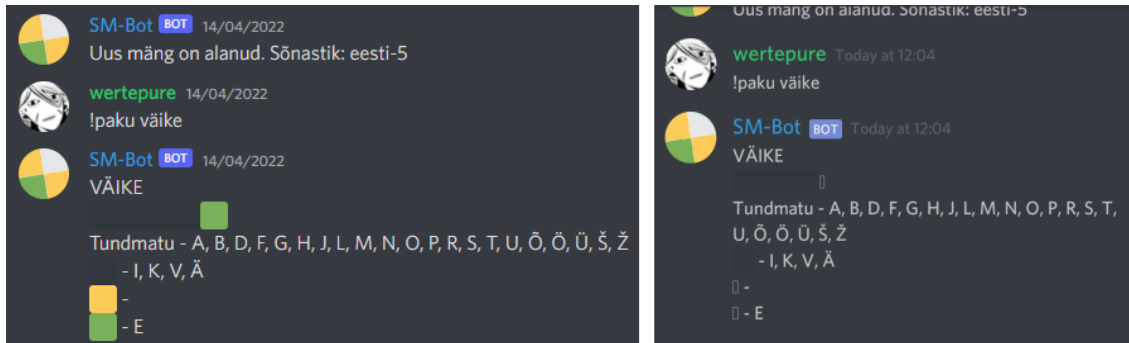 SM-Bot BOT 14/04/2022
Uus mäng on alanud. Sõnastik: eesti-5
wertepure 14/04/2022
!paku väike
SM-Bot BOT 14/04/2022
VÄIKE
Tundmatu - A, B, D, F, G, H, J, L, M, N, O, P, R, S, T, U, Õ, Ö, Ü, Š, Ž
- I, K, V, Ä
-
- E
Uus mäng on alanud. Sõnastik: eesti-5
wertepure Today at 12:04
!paku väike
SM-Bot BOT Today at 12:04
VÄIKE
Tundmatu - A, B, D, F, G, H, J, L, M, N, O, P, R, S, T,
U, Õ, Ö, Ü, Š, Ž
- I, K, V, Ä
▯ -
▯ - E